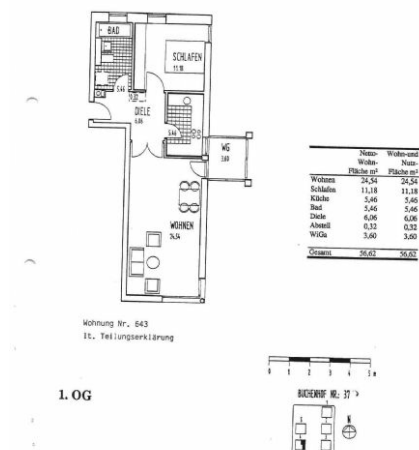 BAD
SCHLAFEN
11.18
5.46
DIELE
6.06
5.46
WG
3.60
WOHNEN
24.54
Netto- Wohn-und
Wohn- Nutz-
Fläche m² Fläche m²
Wohnen 24,54 24,54
Schlafen 11,18 11,18
Küche 5,46 5,46
Bad 5,46 5,46
Diele 6,06 6,06
Abstell 0,32 0,32
WiGa 3,60 3,60
Gesamt 56,62 56,62
Wohnung Nr. 643
lt. Teilungserklärung
0 1 2 3 4 5 m
1. OG
BUCHENHOF NR.: 37
N